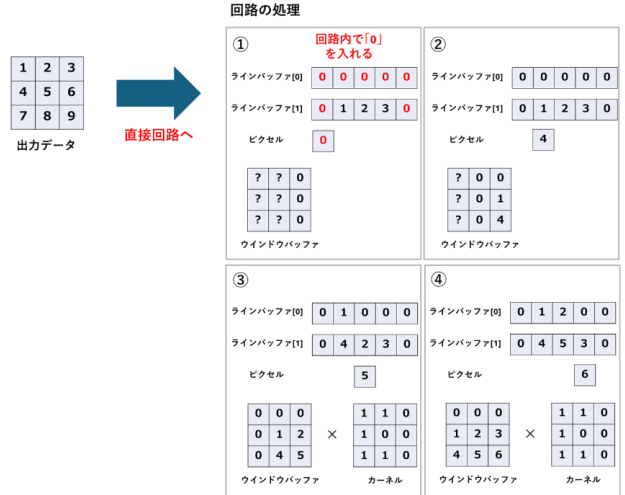 回路の処理
1 2 3
4 5 6
7 8 9
出力データ
直接回路へ
①
回路内で「0」
を入れる
ラインバッファ[0] 0 0 0 0 0
ラインバッファ[1] 0 1 2 3 0
ピクセル 0
? ? 0
? ? 0
? ? 0
ウインドウバッファ
②
ラインバッファ[0] 0 0 0 0 0
ラインバッファ[1] 0 1 2 3 0
ピクセル 4
? 0 0
? 0 1
? 0 4
ウインドウバッファ
③
ラインバッファ[0] 0 1 0 0 0
ラインバッファ[1] 0 4 2 3 0
ピクセル 5
0 0 0 1 1 0
0 1 2 × 1 0 0
0 4 5 1 1 0
ウインドウバッファ カーネル
④
ラインバッファ[0] 0 1 2 0 0
ラインバッファ[1] 0 4 5 3 0
ピクセル 6
0 0 0 1 1 0
1 2 3 × 1 0 0
4 5 6 1 1 0
ウインドウバッファ カーネル